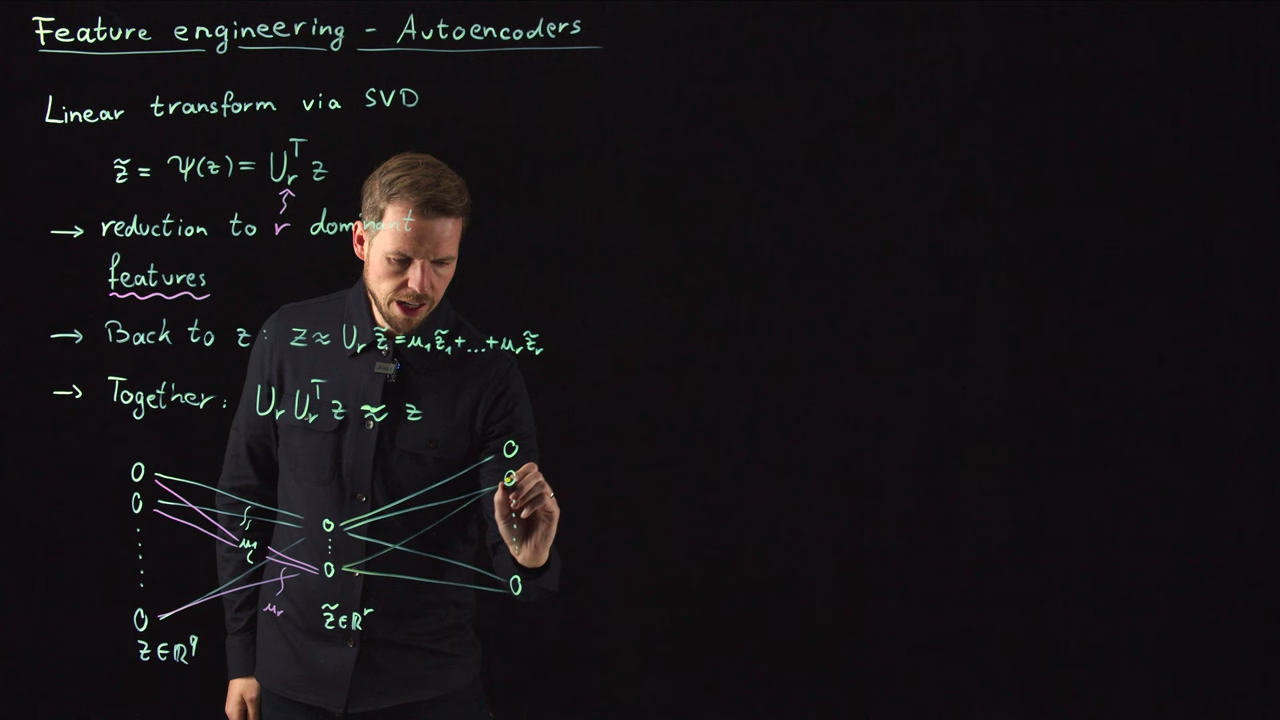 Feature engineering - Autoencoders
Linear transform via SVD
z̃ = Ψ(z) = U_r^T z
→ reduction to r dominant
features
→ Back to z : z ≈ U_r z̃ = u_1 z̃_1 + ... + u_r z̃_r
→ Together: U_r U_r^T z ≈ z
u_1
u_r
z̃ ∈ ℝ^r
z ∈ ℝ^q